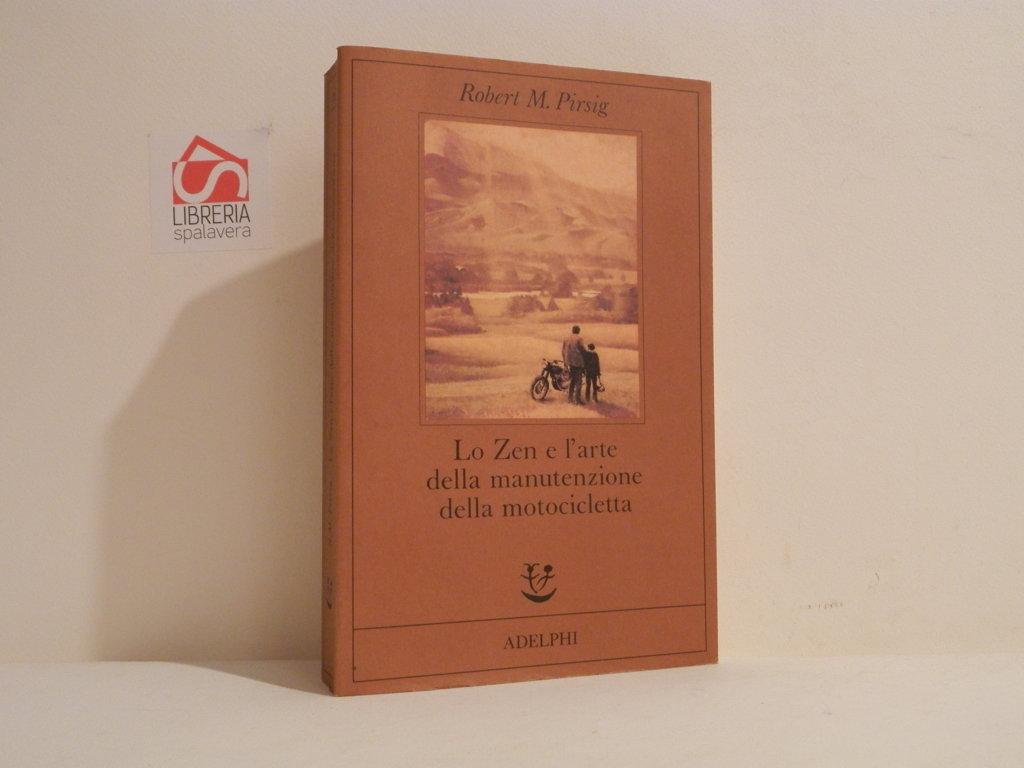 LIBRERIA
spalavera
Robert M. Pirsig
Lo Zen e l'arte
della manutenzione
della motocicletta
ADELPHI